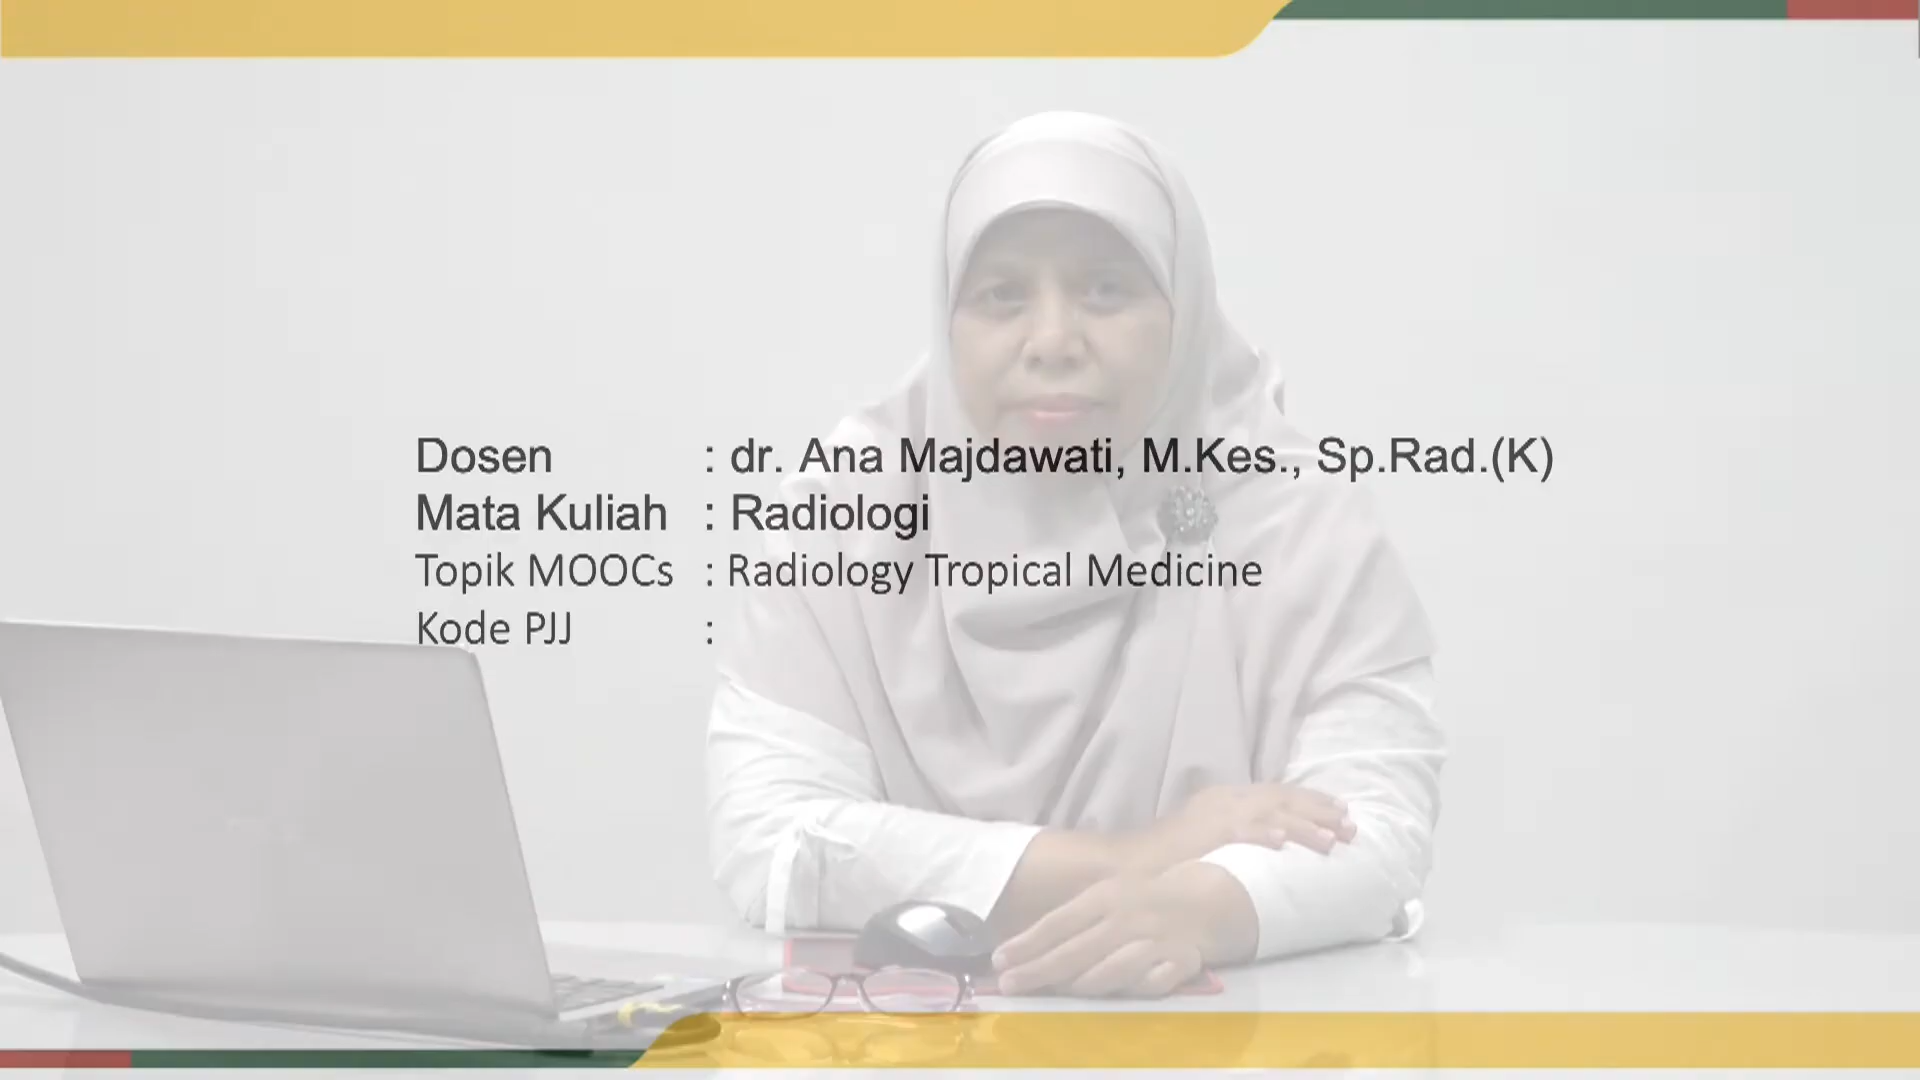 Dosen : dr. Ana Majdawati, M.Kes., Sp.Rad.(K)
Mata Kuliah : Radiologi
Topik MOOCs : Radiology Tropical Medicine
Kode PJJ :